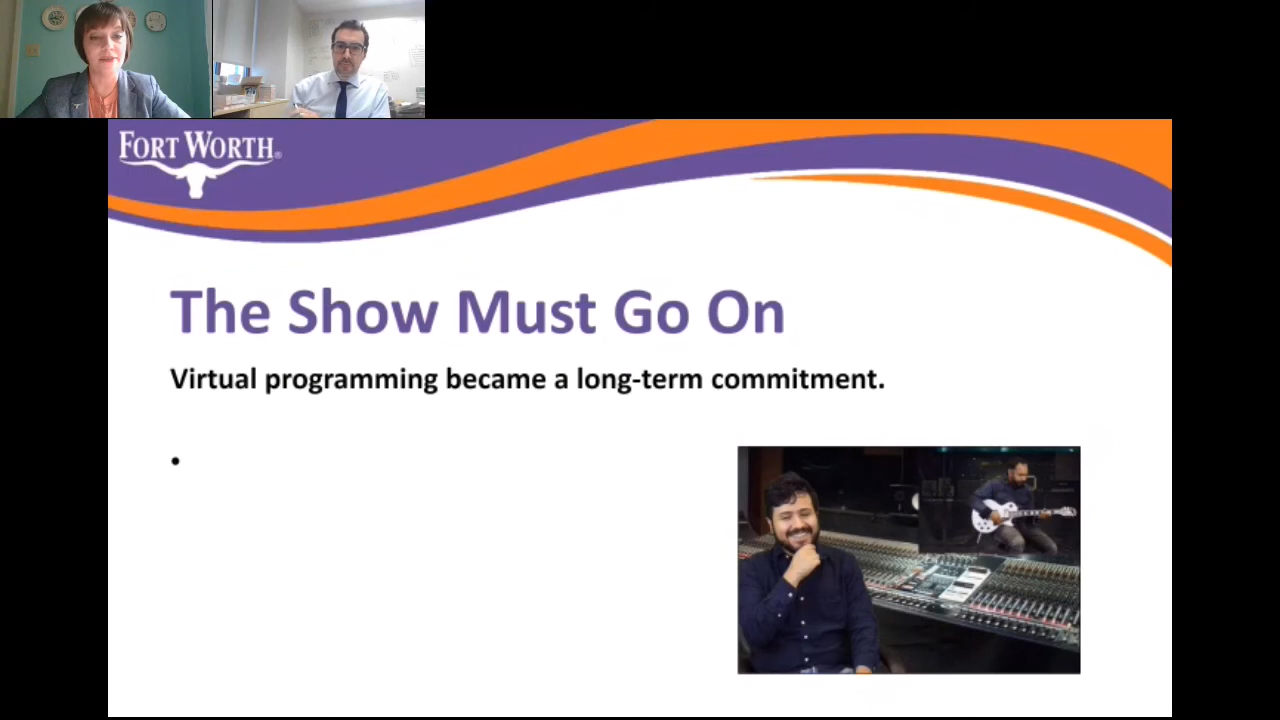 FORT WORTH®
The Show Must Go On
Virtual programming became a long-term commitment.
•